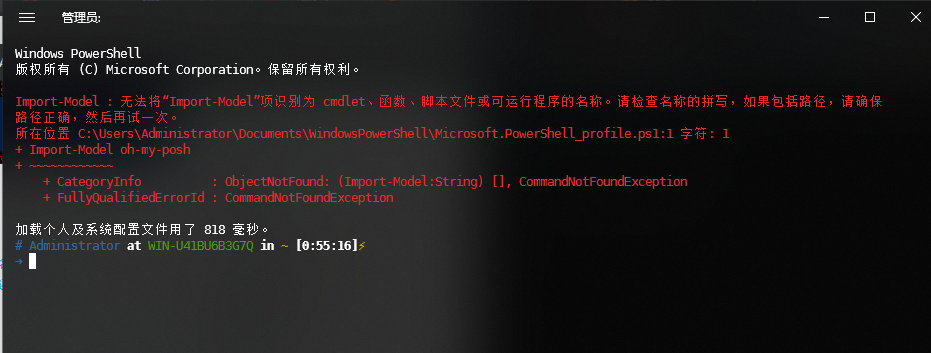 管理员:
Windows PowerShell
版权所有 (C) Microsoft Corporation。保留所有权利。
Import-Model : 无法将“Import-Model”项识别为 cmdlet、函数、脚本文件或可运行程序的名称。请检查名称的拼写，如果包括路径，请确保
路径正确，然后再试一次。
所在位置 C:\Users\Administrator\Documents\WindowsPowerShell\Microsoft.PowerShell_profile.ps1:1 字符: 1
+ Import-Model oh-my-posh
+ ~~~~~~~~~~~~
+ CategoryInfo          : ObjectNotFound: (Import-Model:String) [], CommandNotFoundException
+ FullyQualifiedErrorId : CommandNotFoundException
加载个人及系统配置文件用了 818 毫秒。
# Administrator at WIN-U41BU6B3G7Q in ~ [0:55:16]⚡
→